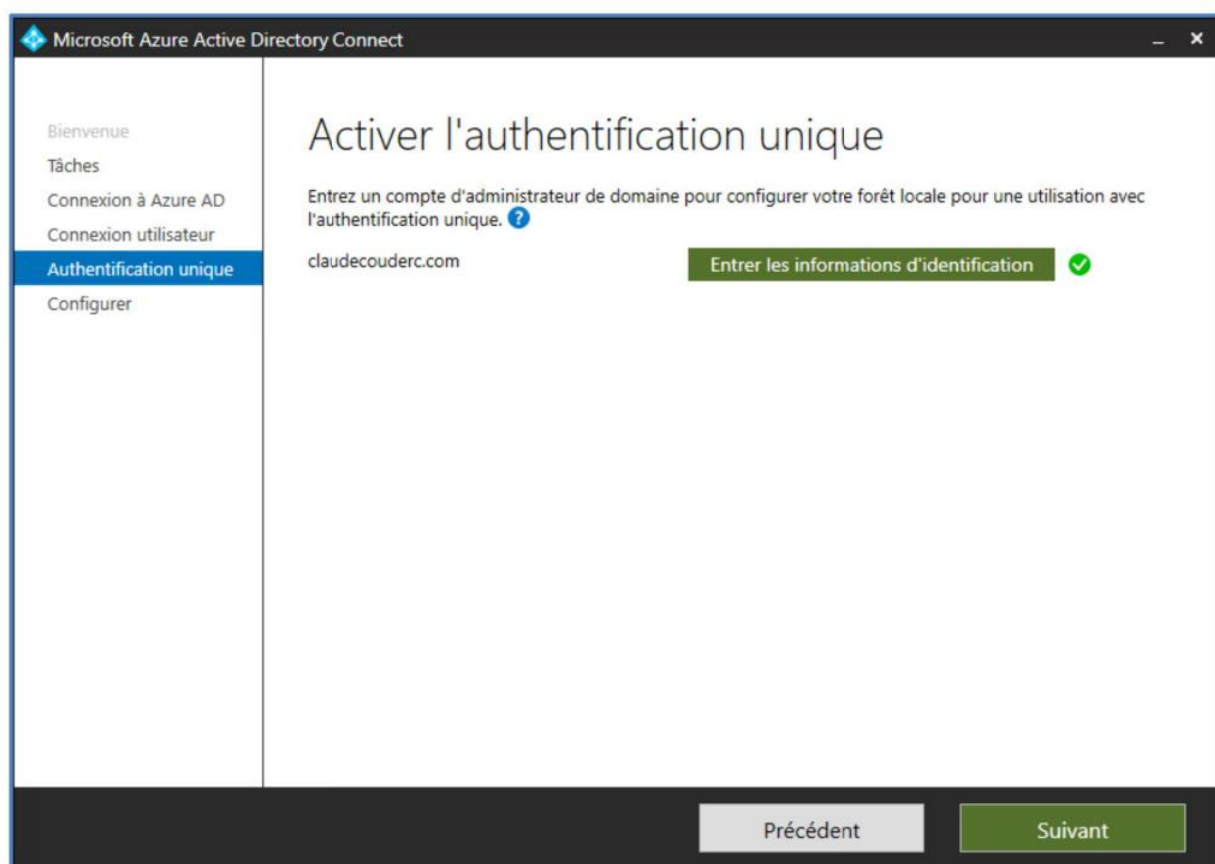 Microsoft Azure Active Directory Connect
Bienvenue
Tâches
Connexion à Azure AD
Connexion utilisateur
Authentification unique
Configurer
Activer l'authentification unique
Entrez un compte d'administrateur de domaine pour configurer votre forêt locale pour une utilisation avec
l'authentification unique. ?
claudecouderc.com
Entrer les informations d'identification
Précédent
Suivant